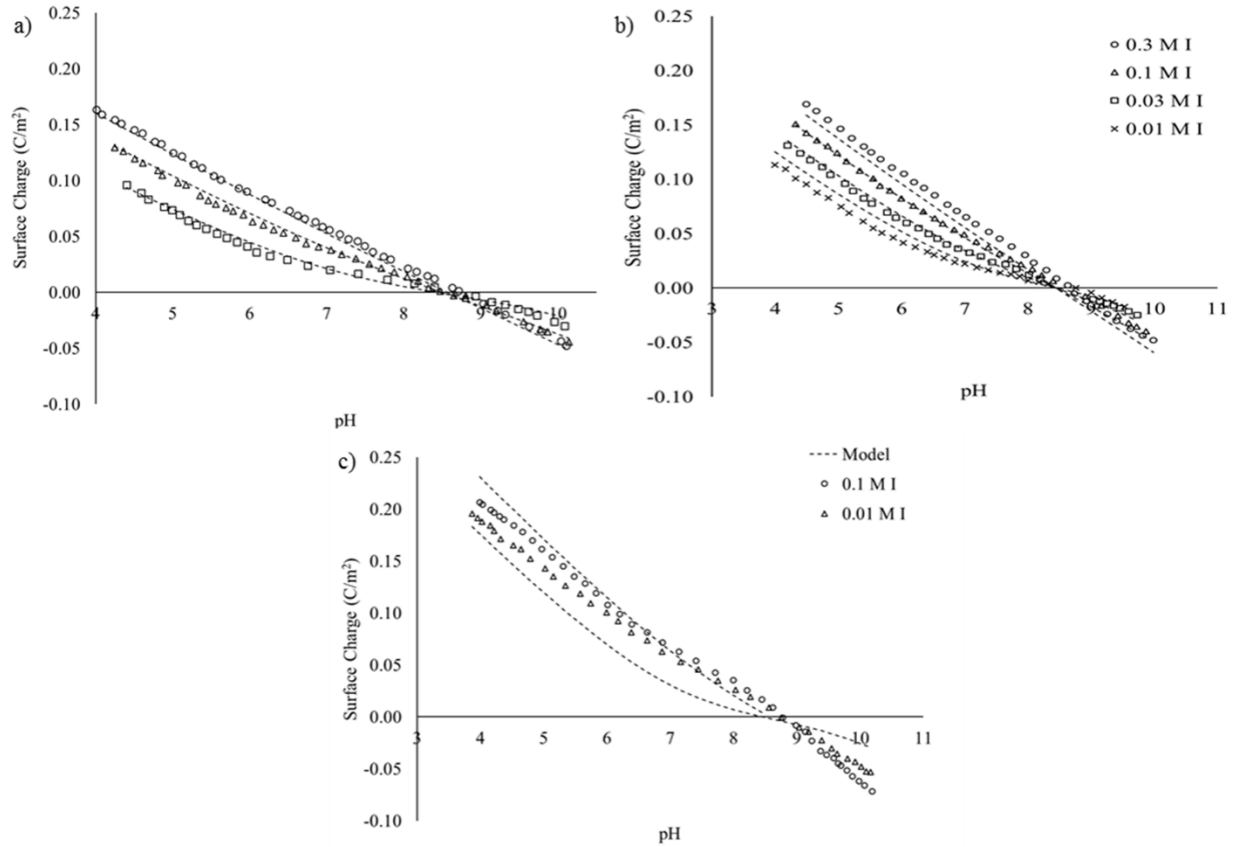 a)
0.25
0.20
0.15
0.10
0.05
0.00
-0.05
-0.10
4 5 6 7 8 9 10
Surface Charge (C/m²)
pH
b)
0.25
0.20
0.15
0.10
0.05
0.00
-0.05
-0.10
3 4 5 6 7 8 9 10 11
Surface Charge (C/m²)
pH
0.3 M I
0.1 M I
0.03 M I
0.01 M I
c)
0.25
0.20
0.15
0.10
0.05
0.00
-0.05
-0.10
3 4 5 6 7 8 9 10 11
Surface Charge (C/m²)
pH
Model
0.1 M I
0.01 M I